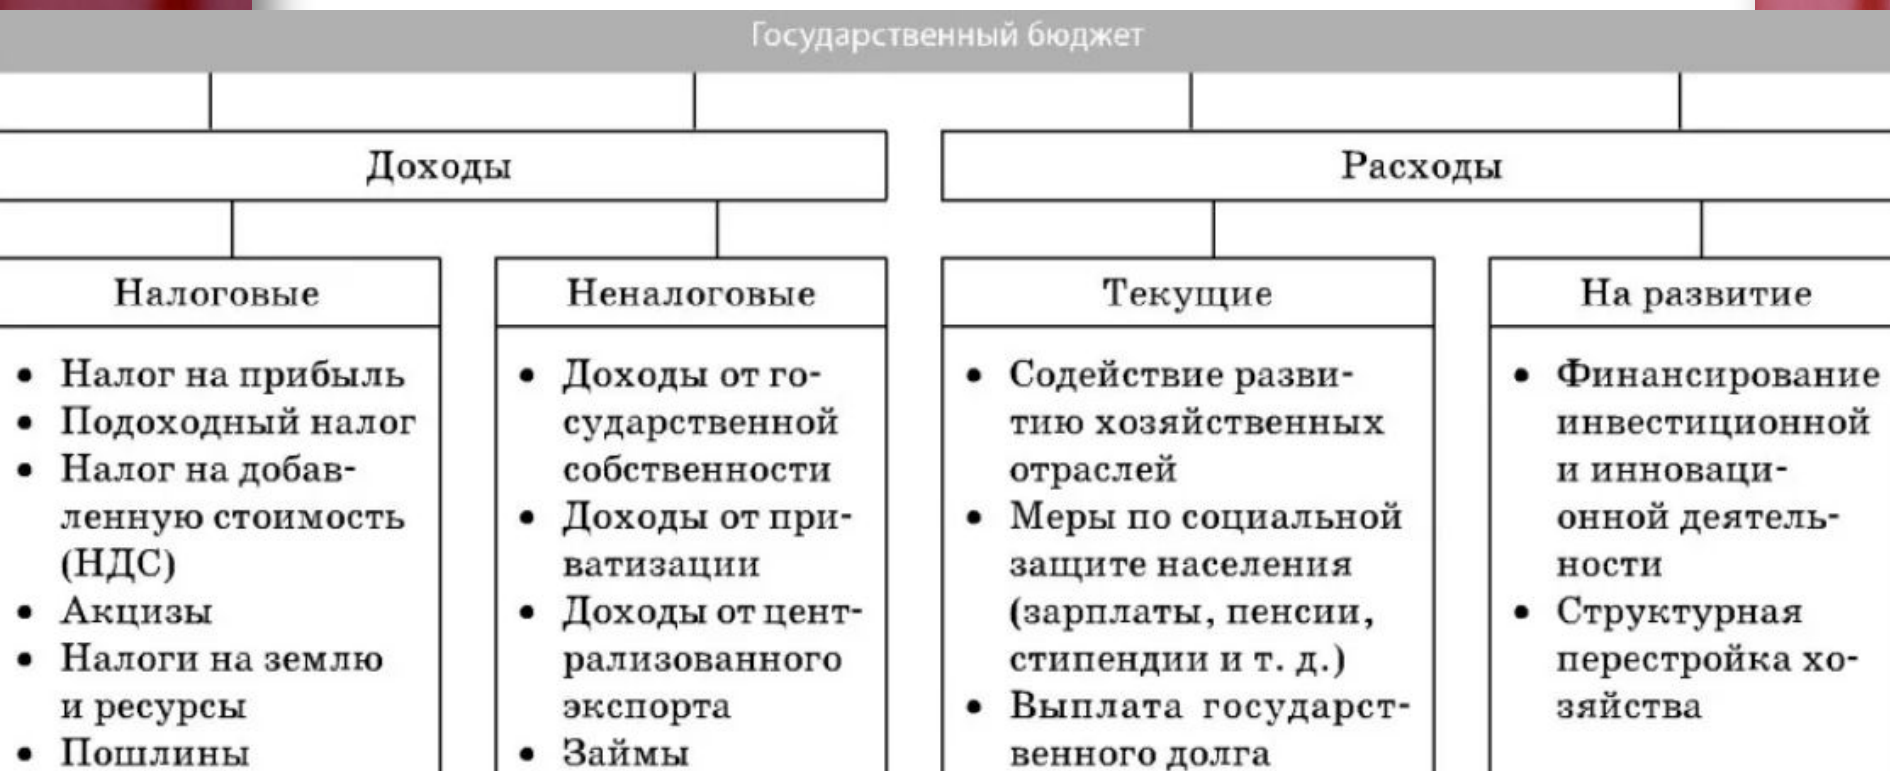 Государственный бюджет
Доходы
Расходы
Налоговые
Неналоговые
Текущие
На развитие
• Налог на прибыль
• Подоходный налог
• Налог на добав-
ленную стоимость
(НДС)
• Акцизы
• Налоги на землю
и ресурсы
• Пошлины
• Доходы от го-
сударственной
собственности
• Доходы от при-
ватизации
• Доходы от цент-
рализованного
экспорта
• Займы
• Содействие разви-
тию хозяйственных
отраслей
• Меры по социальной
защите населения
(зарплаты, пенсии,
стипендии и т. д.)
• Выплата государст-
венного долга
• Финансирование
инвестиционной
и инноваци-
онной деятель-
ности
• Структурная
перестройка хо-
зяйства